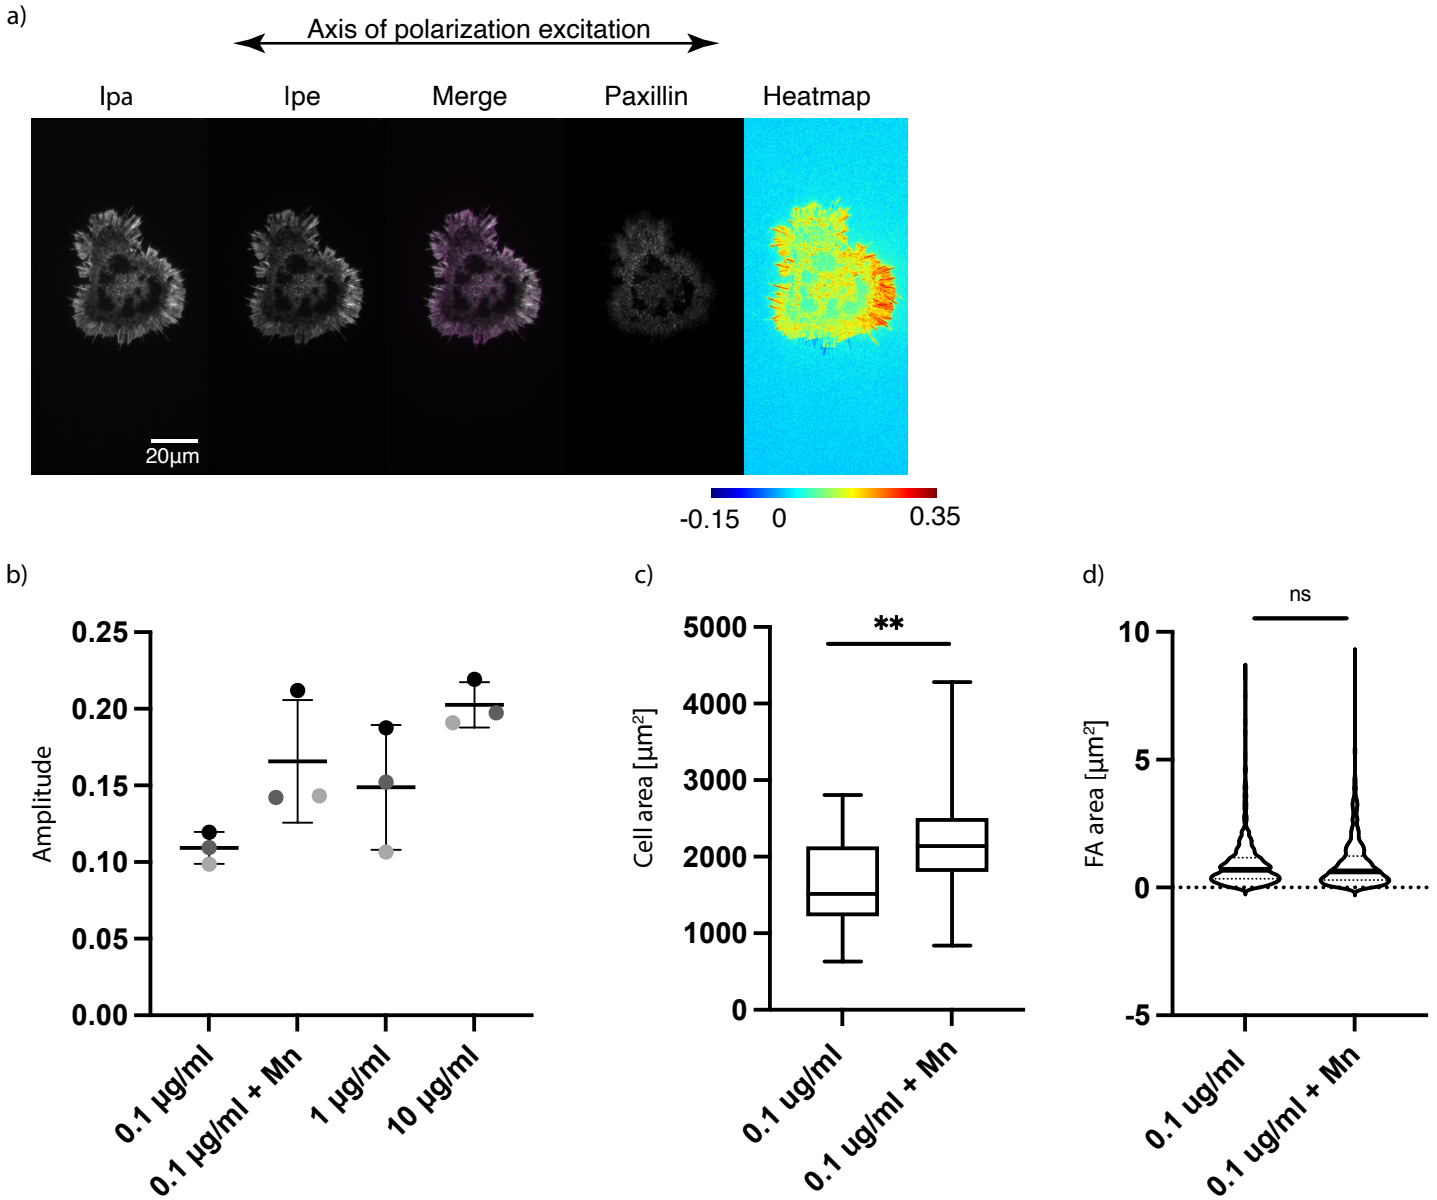 a)
Axis of polarization excitation
Ipa
Ipe
Merge
Paxillin
Heatmap
20µm
-0.15
0
0.35
b)
Amplitude
0.25
0.20
0.15
0.10
0.05
0.00
0.1 µg/ml
0.1 µg/ml + Mn
1 µg/ml
10 µg/ml
c)
Cell area [µm²]
5000
4000
3000
2000
1000
0
**
0.1 ug/ml
0.1 ug/ml + Mn
d)
FA area [µm²]
10
5
0
-5
ns
0.1 ug/ml
0.1 ug/ml + Mn